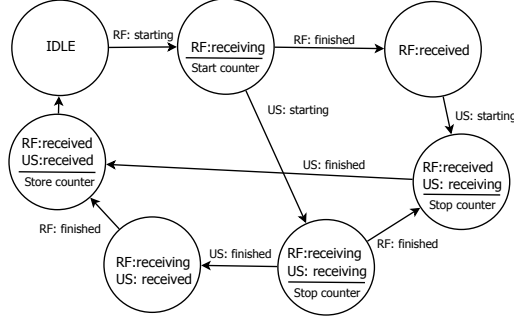 IDLE
RF: starting
RF:receiving
Start counter
RF: finished
RF:received
US: starting
US: starting
RF:received
US:received
Store counter
US: finished
RF:received
US: receiving
Stop counter
RF: finished
RF:receiving
US: received
US: finished
RF:receiving
US: receiving
Stop counter
RF: finished